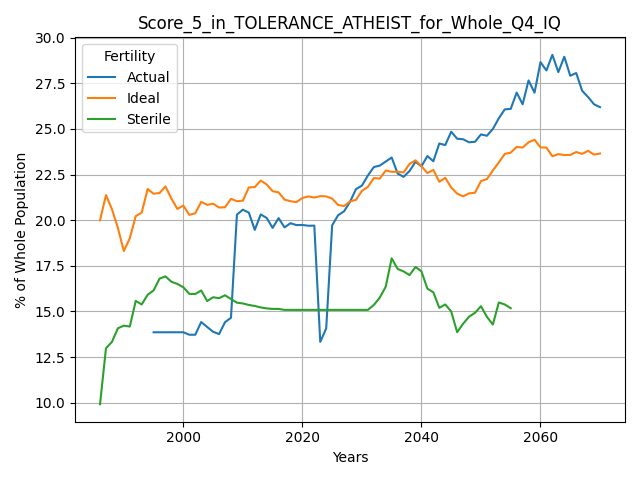 Score_5_in_TOLERANCE_ATHEIST_for_Whole_Q4_IQ
Fertility
Actual
Ideal
Sterile
% of Whole Population
30.0
27.5
25.0
22.5
20.0
17.5
15.0
12.5
10.0
2000
2020
2040
2060
Years